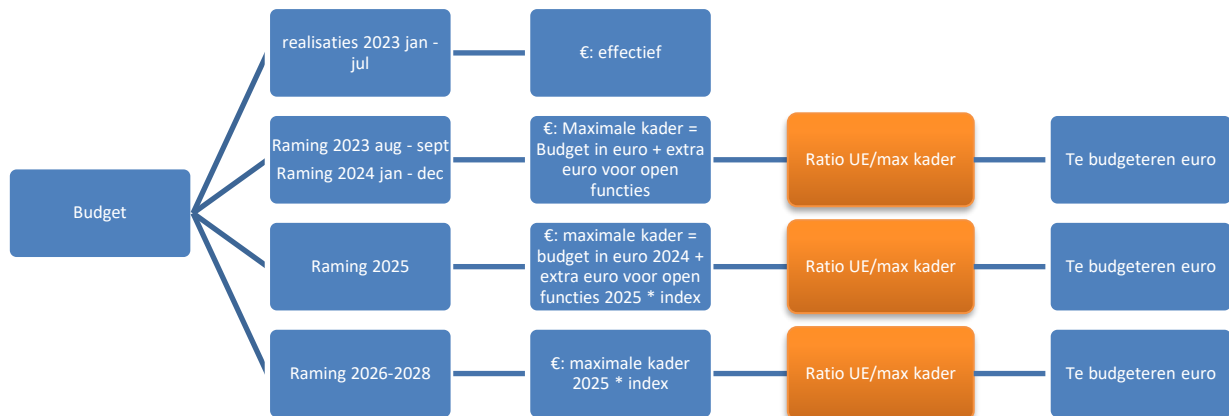 Budget
realisaties 2023 jan -
jul
€: effectief
Raming 2023 aug - sept
Raming 2024 jan - dec
€: Maximale kader =
Budget in euro + extra
euro voor open
functies
Ratio UE/max kader
Te budgeteren euro
Raming 2025
€: maximale kader =
budget in euro 2024 +
extra euro voor open
functies 2025 * index
Ratio UE/max kader
Te budgeteren euro
Raming 2026-2028
€: maximale kader
2025 * index
Ratio UE/max kader
Te budgeteren euro